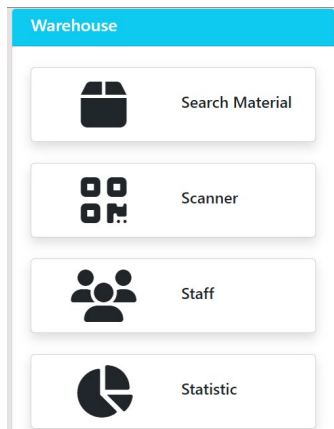 Warehouse
Search Material
Scanner
Staff
Statistic